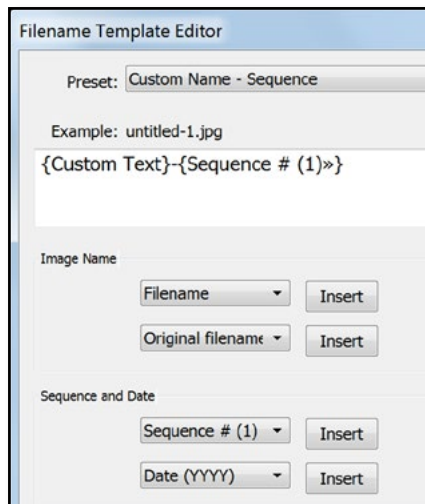 Filename Template Editor
Preset: Custom Name - Sequence
Example: untitled-1.jpg
{Custom Text}-{Sequence # (1)»}
Image Name
Filename Insert
Original filename Insert
Sequence and Date
Sequence # (1) Insert
Date (YYYY) Insert